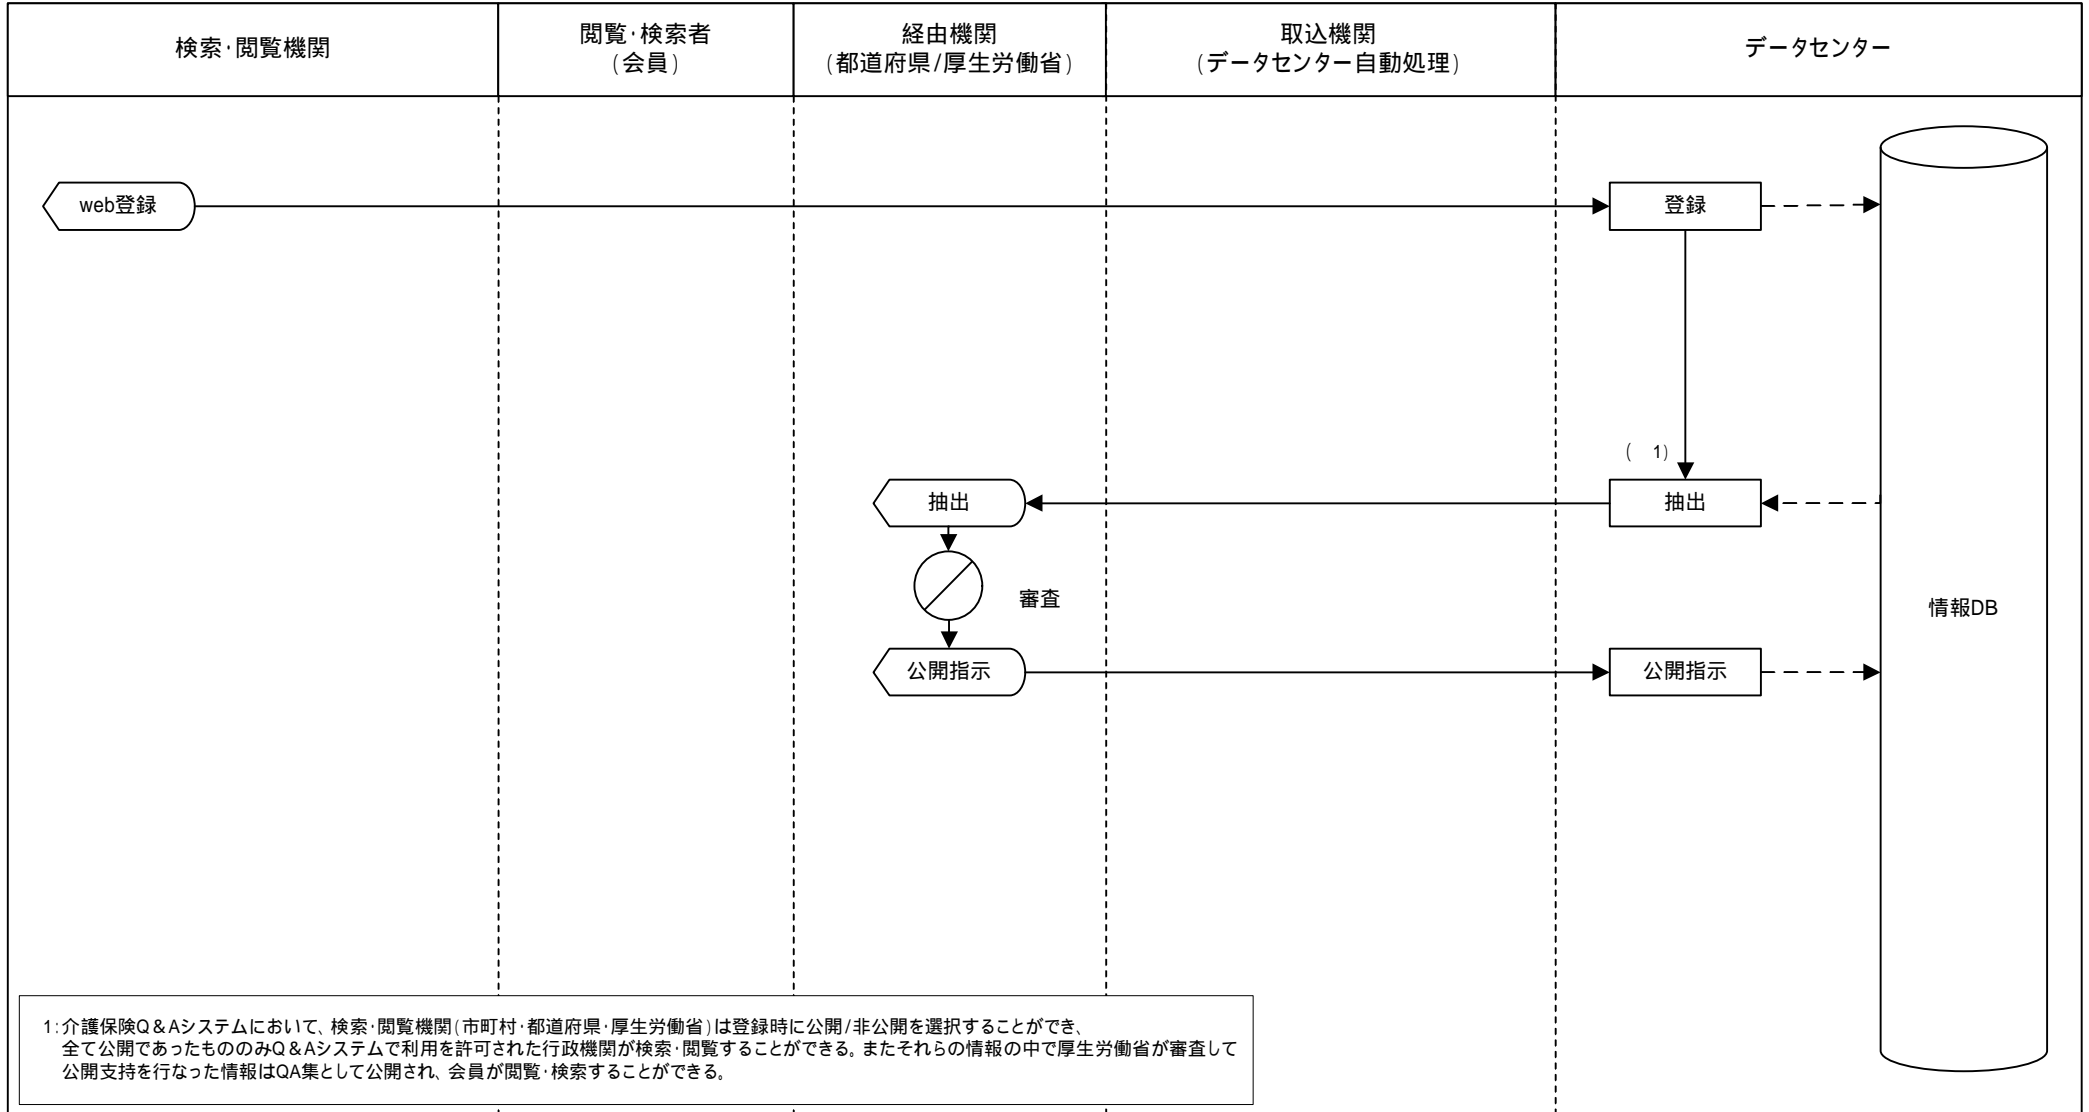 検索･閲覧機関
閲覧･検索者
(会員)
経由機関
(都道府県/厚生労働省)
取込機関
(データセンター自動処理)
データセンター
web登録
登録
( 1)
抽出
抽出
審査
情報DB
公開指示
公開指示
1:介護保険Q&Aシステムにおいて、検索･閲覧機関(市町村･都道府県･厚生労働省)は登録時に公開/非公開を選択することができ、
全て公開であったもののみQ&Aシステムで利用を許可された行政機関が検索･閲覧することができる。またそれらの情報の中で厚生労働省が審査して
公開支持を行なった情報はQA集として公開され、会員が閲覧･検索することができる。